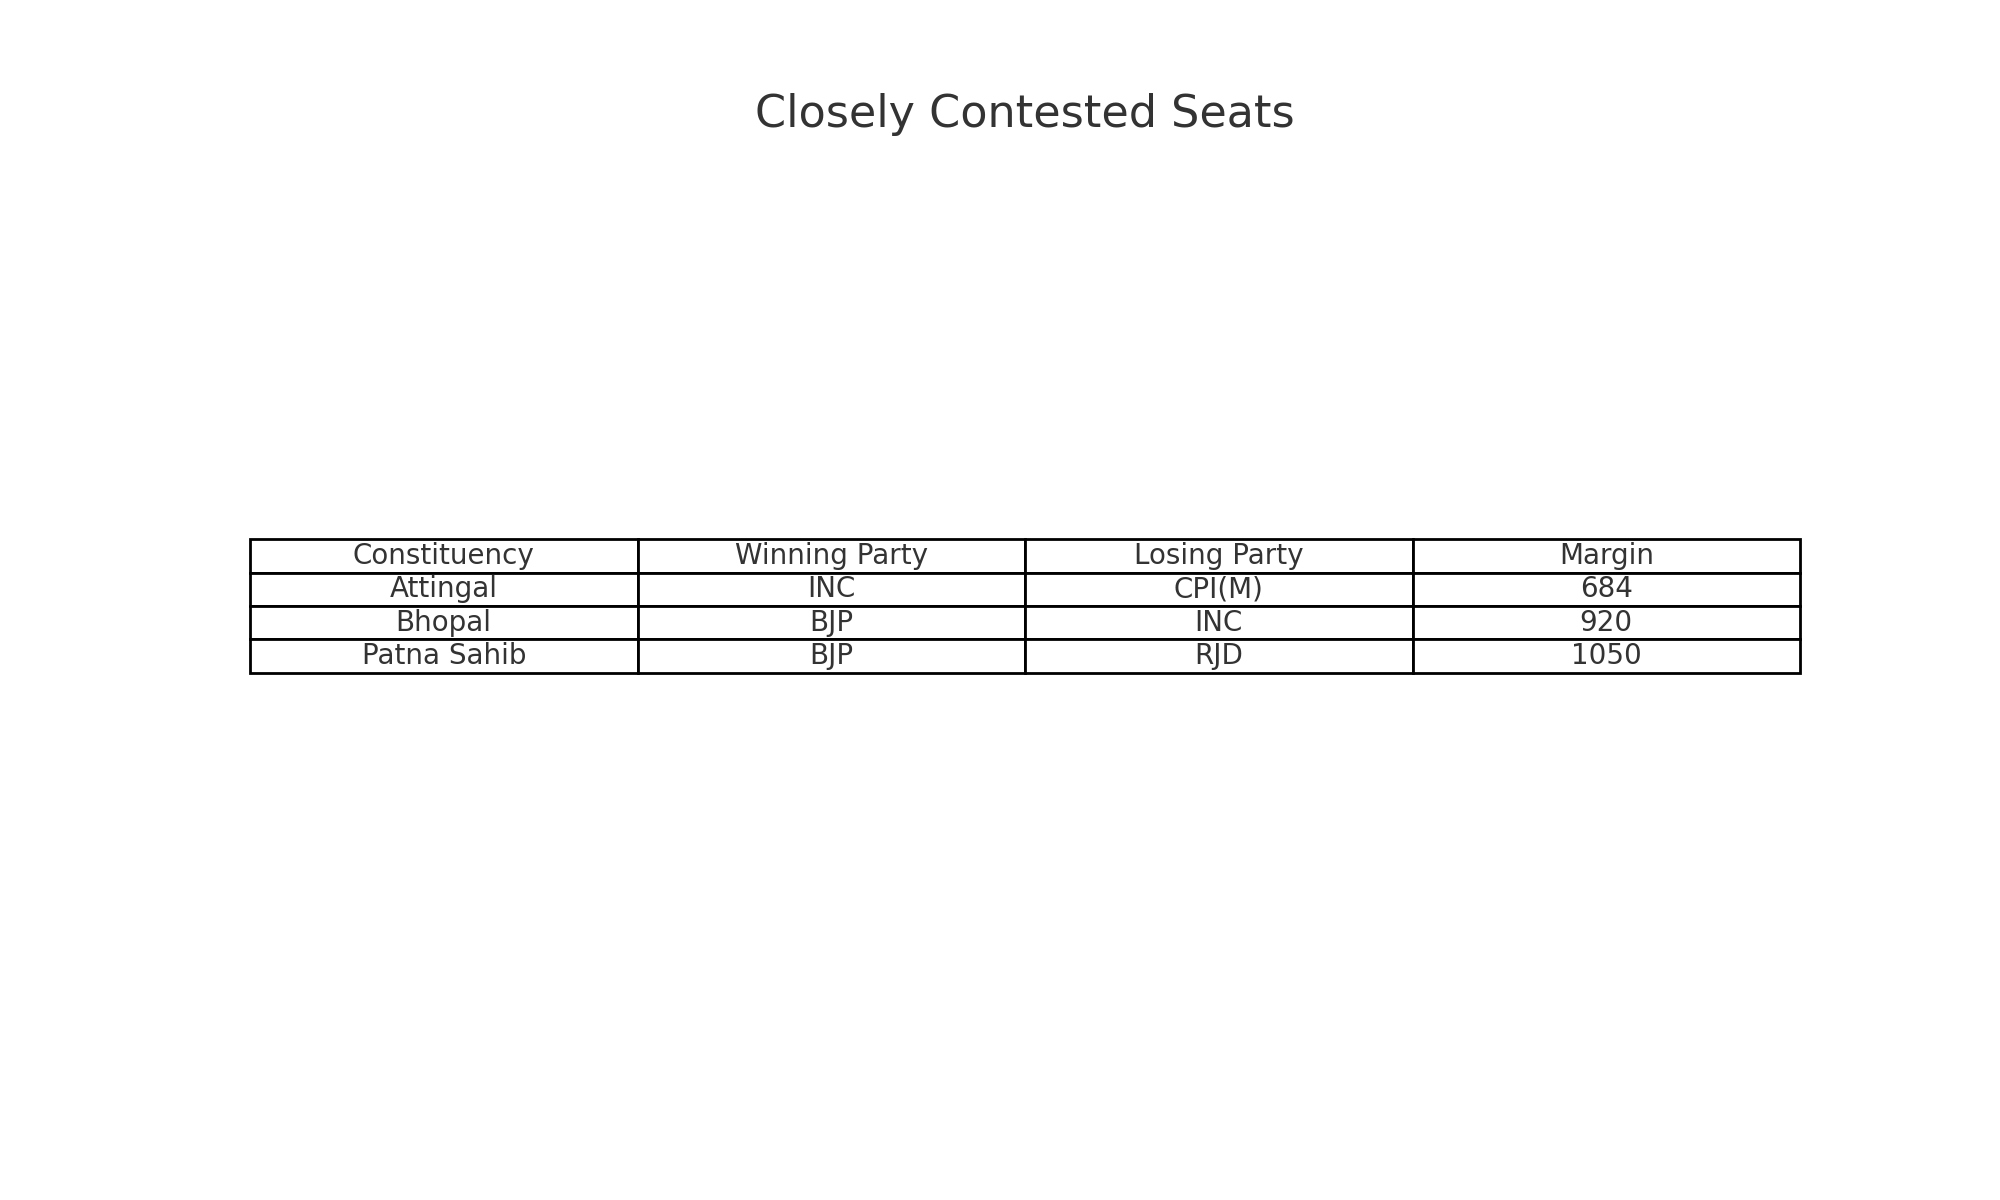 Closely Contested Seats
Constituency Winning Party Losing Party Margin
Attingal INC CPI(M) 684
Bhopal BJP INC 920
Patna Sahib BJP RJD 1050